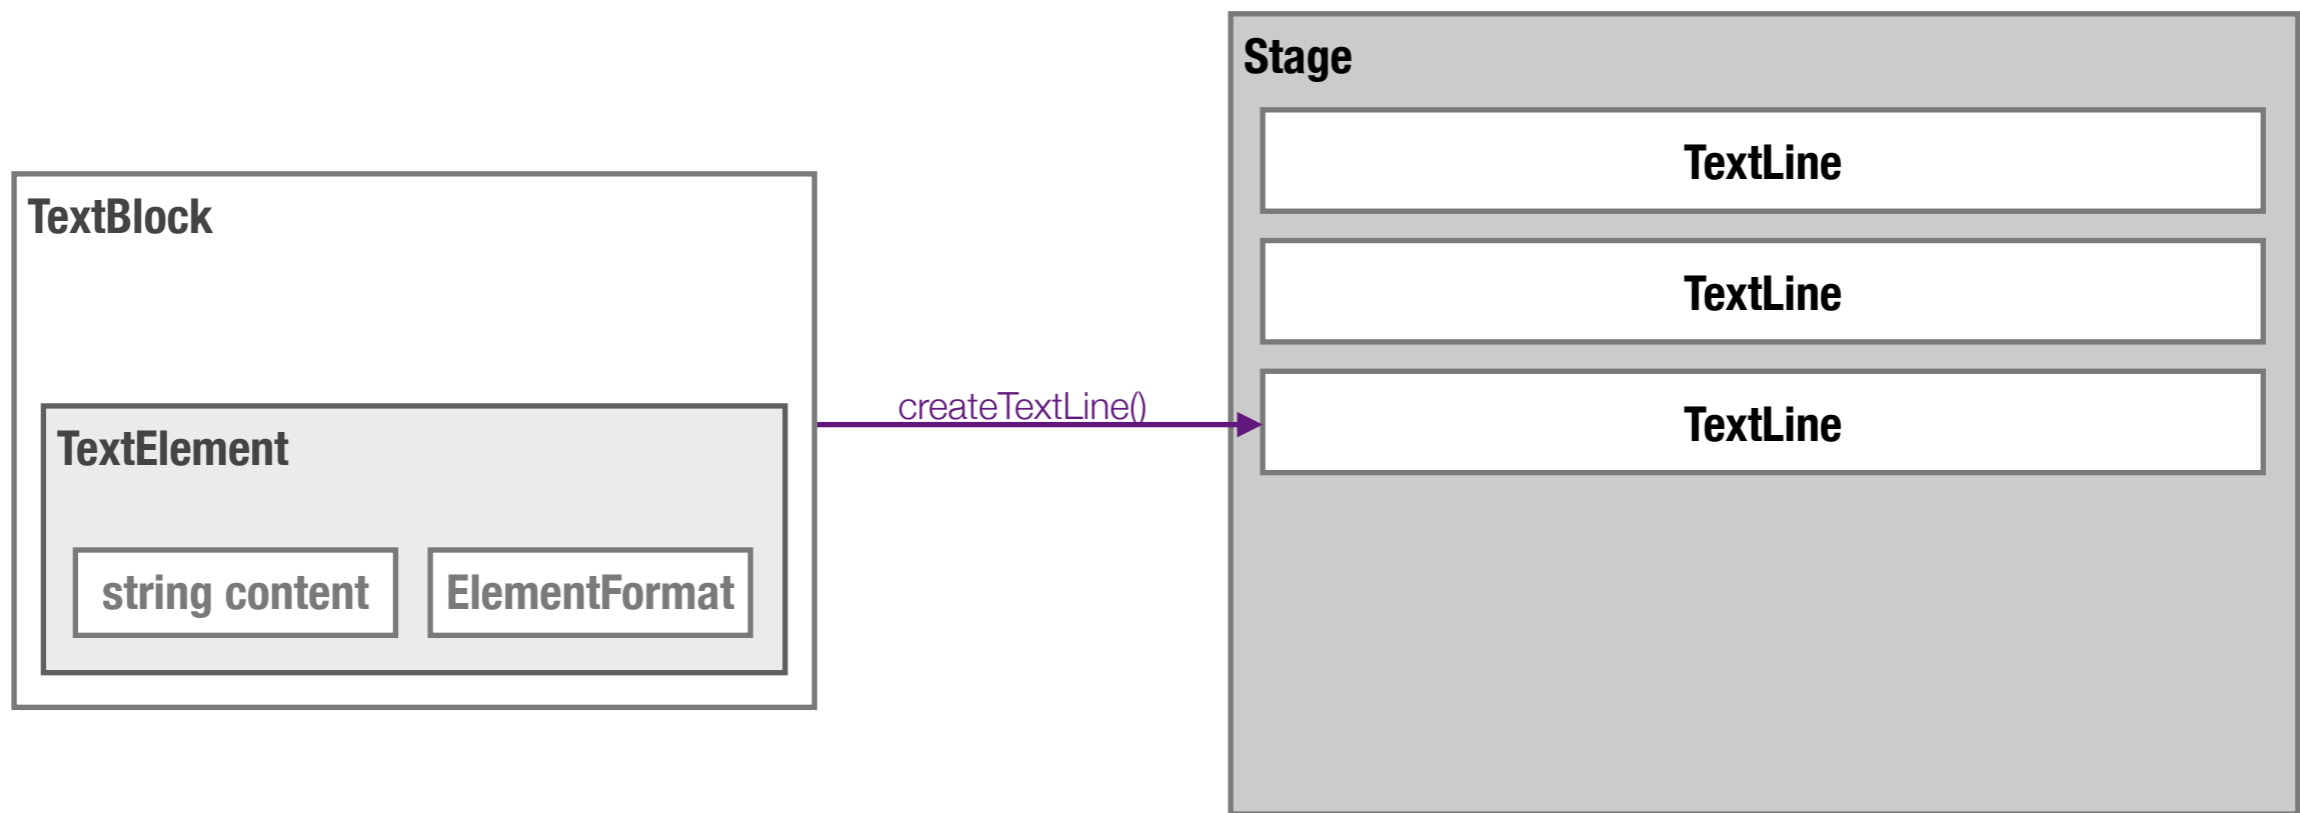 TextBlock
TextElement
string content
ElementFormat
createTextLine()
Stage
TextLine
TextLine
TextLine